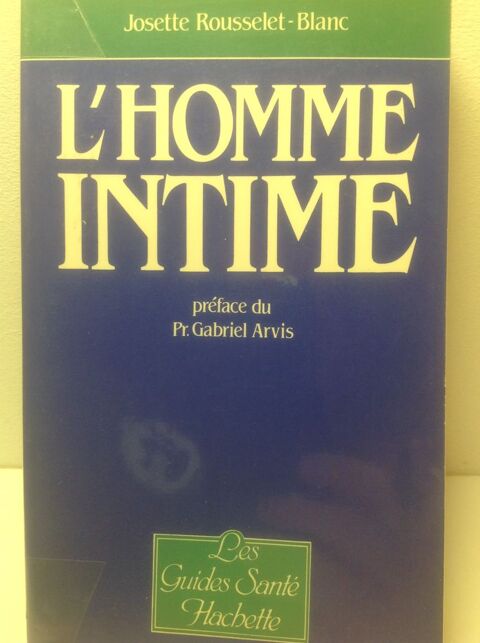 Josette Rousselet-Blanc
L'HOMME
INTIME
préface du
Pr. Gabriel Arvis
Les
Guides Santé
Hachette